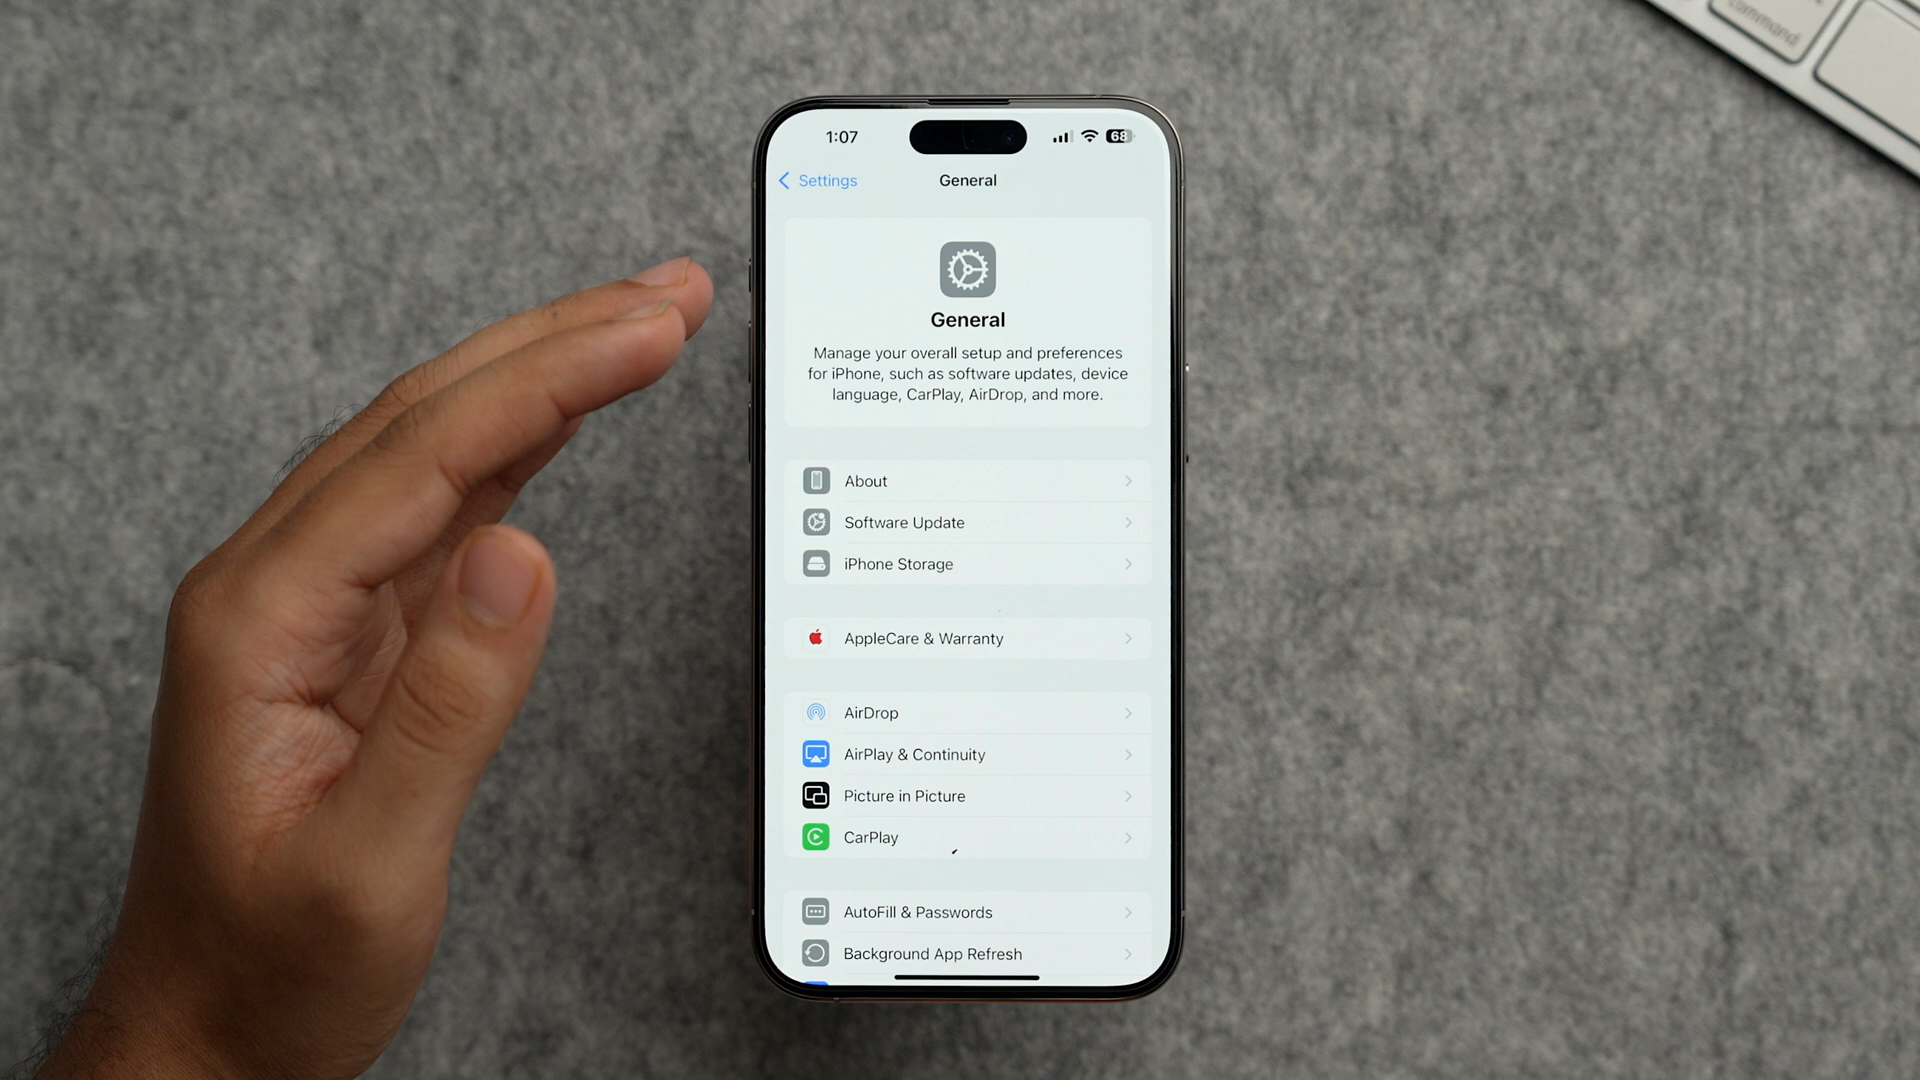 command
1:07
68
Settings
General
General
Manage your overall setup and preferences
for iPhone, such as software updates, device
language, CarPlay, AirDrop, and more.
About
Software Update
iPhone Storage
AppleCare & Warranty
AirDrop
AirPlay & Continuity
Picture in Picture
CarPlay
AutoFill & Passwords
Background App Refresh